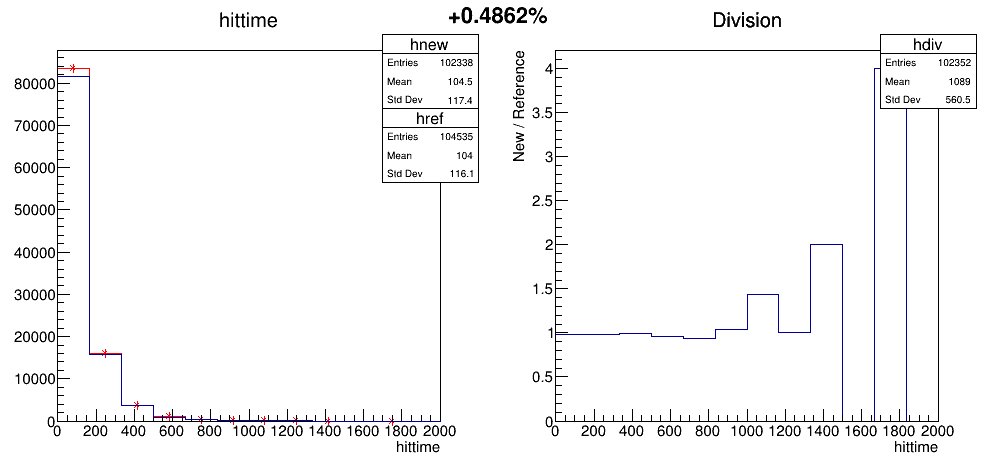 +0.4862%
hittime
hnew
Entries 102338
Mean 104.5
Std Dev 117.4
href
Entries 104535
Mean 104
Std Dev 116.1
80000
70000
60000
50000
40000
30000
20000
10000
0
0 200 400 600 800 1000 1200 1400 1600 1800 2000
hittime
Division
hdiv
Entries 102352
Mean 1089
Std Dev 560.5
New / Reference
4
3.5
3
2.5
2
1.5
1
0.5
0
0 200 400 600 800 1000 1200 1400 1600 1800 2000
hittime